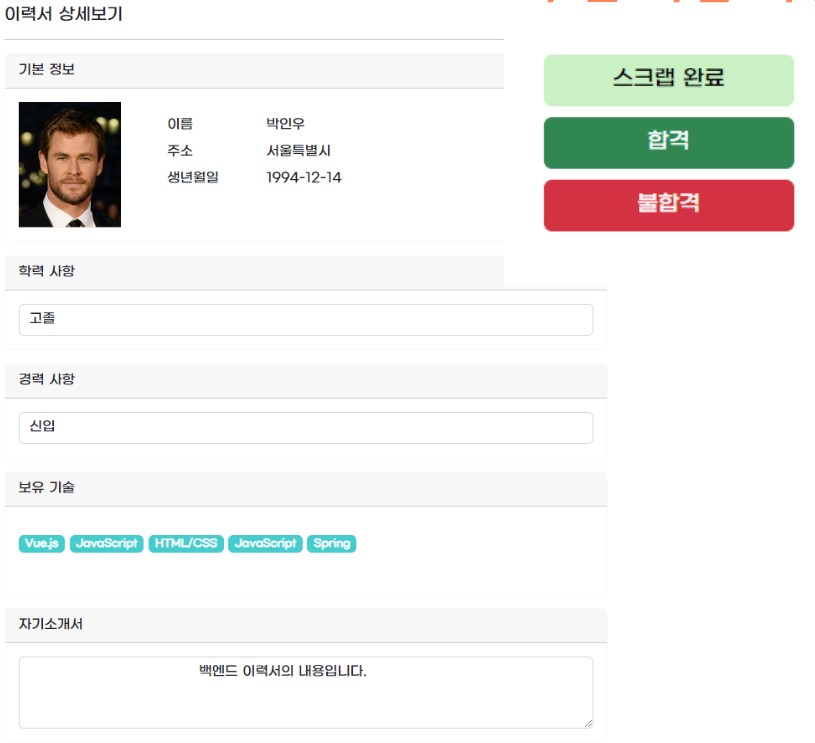 이력서 상세보기
스크랩 완료
합격
불합격
기본 정보
이름 박인우
주소 서울특별시
생년월일 1994-12-14
학력 사항
고졸
경력 사항
신입
보유 기술
Vue.js JavaScript HTML/CSS JavaScript Spring
자기소개서
백엔드 이력서의 내용입니다.